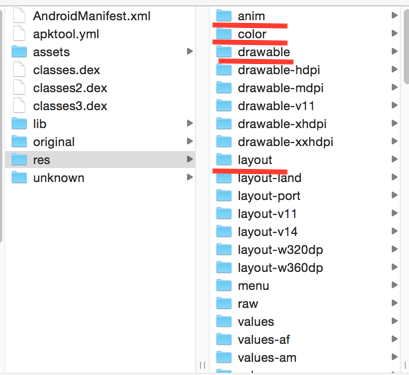 AndroidManifest.xml
apktool.yml
assets
classes.dex
classes2.dex
classes3.dex
lib
original
res
unknown
anim
color
drawable
drawable-hdpi
drawable-mdpi
drawable-v11
drawable-xhdpi
drawable-xxhdpi
layout
layout-land
layout-port
layout-v11
layout-v14
layout-w320dp
layout-w360dp
menu
raw
values
values-af
values-am